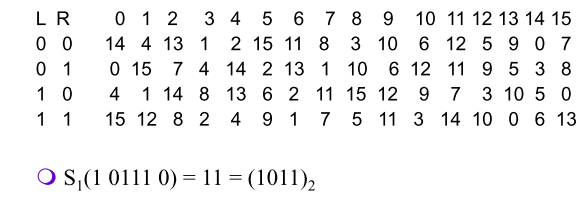 L R 0 1 2 3 4 5 6 7 8 9 10 11 12 13 14 15
0 0 14 4 13 1 2 15 11 8 3 10 6 12 5 9 0 7
0 1 0 15 7 4 14 2 13 1 10 6 12 11 9 5 3 8
1 0 4 1 14 8 13 6 2 11 15 12 9 7 3 10 5 0
1 1 15 12 8 2 4 9 1 7 5 11 3 14 10 0 6 13
S₁(1 0111 0) = 11 = (1011)₂